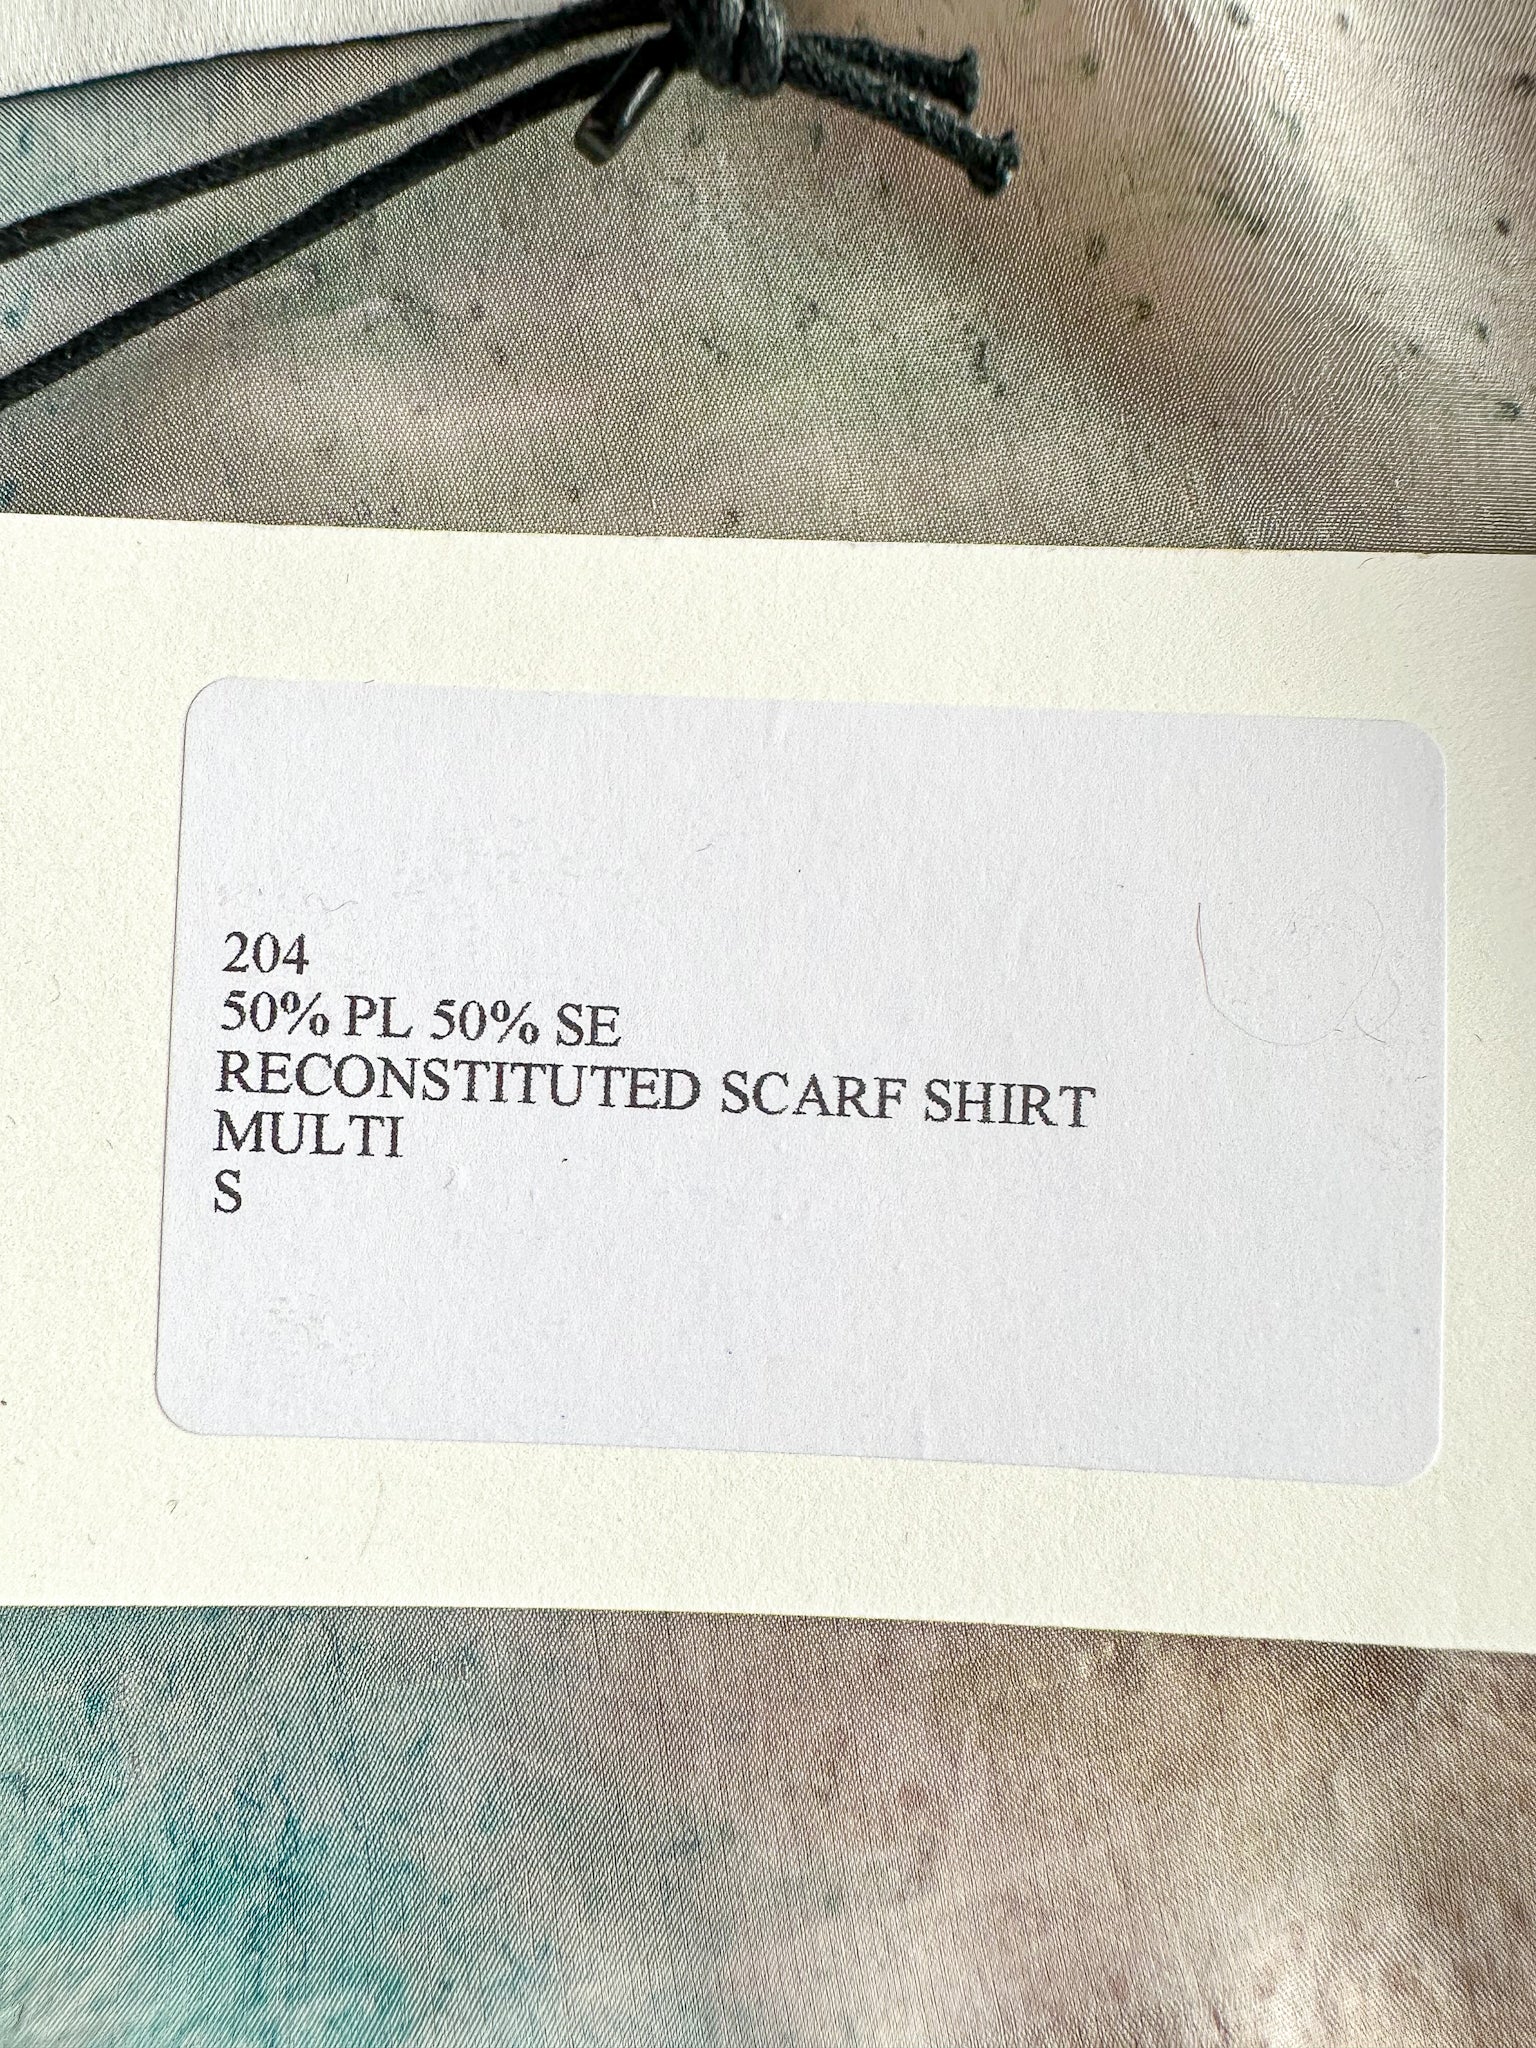 204
50% PL 50% SE
RECONSTITUTED SCARF SHIRT
MULTI
S